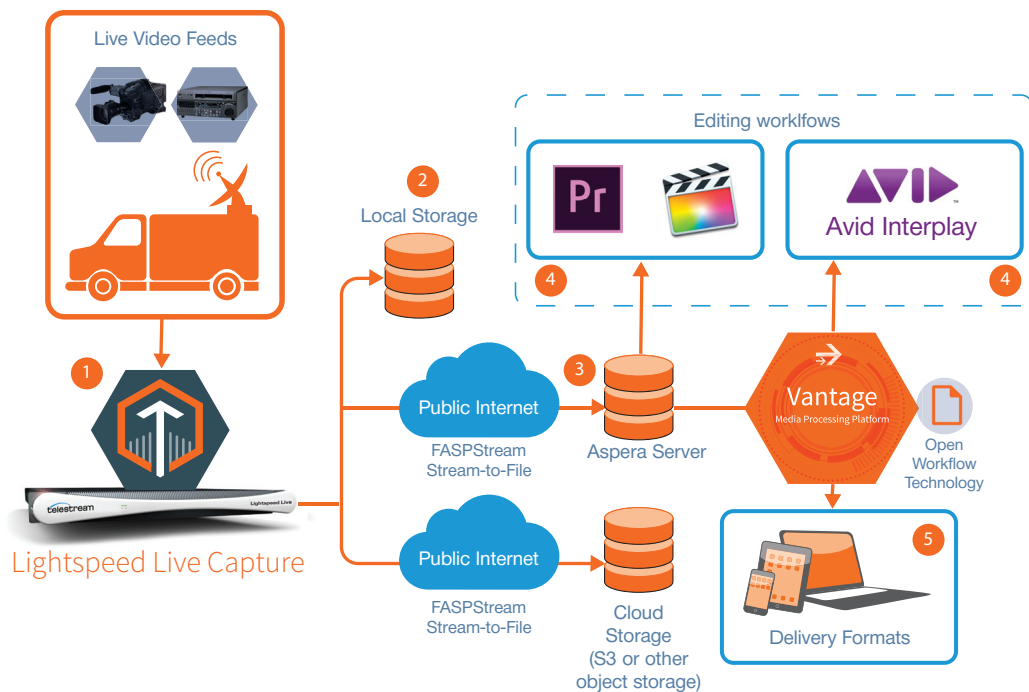 Live Video Feeds
1
telestream
Lightspeed Live
Lightspeed Live Capture
2
Local Storage
Public Internet
FASPStream
Stream-to-File
3
Aspera Server
Public Internet
FASPStream
Stream-to-File
Cloud
Storage
(S3 or other
object storage)
Editing worklfows
Pr
4
AVID
™
Avid Interplay
4
Vantage
Media Processing Platform
Open
Workflow
Technology
5
Delivery Formats